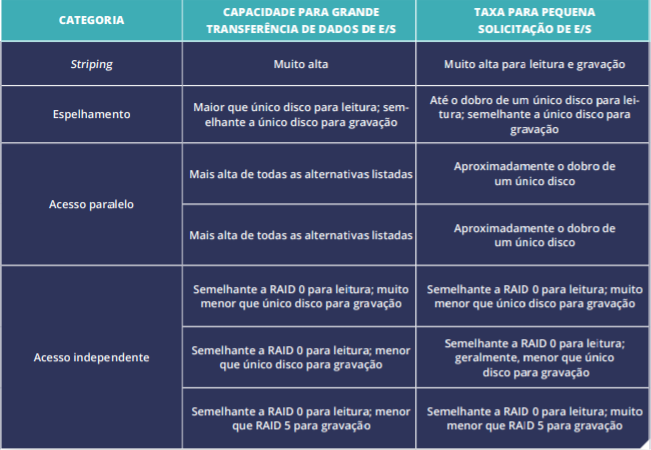 CATEGORIA
CAPACIDADE PARA GRANDE
TRANSFERÊNCIA DE DADOS DE E/S
TAXA PARA PEQUENA
SOLICITAÇÃO DE E/S
Striping
Muito alta
Muito alta para leitura e gravação
Espelhamento
Maior que único disco para leitura; sem-
elhante a único disco para gravação
Até o dobro de um único disco para lei-
tura; semelhante a único disco para
gravação
Acesso paralelo
Mais alta de todas as alternativas listadas
Aproximadamente o dobro de
um único disco
Mais alta de todas as alternativas listadas
Aproximadamente o dobro de
um único disco
Acesso independente
Semelhante a RAID 0 para leitura; muito
menor que único disco para gravação
Semelhante a RAID 0 para leitura; muito
menor que único disco para gravação
Semelhante a RAID 0 para leitura; menor
que único disco para gravação
Semelhante a RAID 0 para leitura;
geralmente, menor que único
disco para gravação
Semelhante a RAID 0 para leitura; menor
que RAID 5 para gravação
Semelhante a RAID 0 para leitura; muito
menor que RAID 5 para gravação